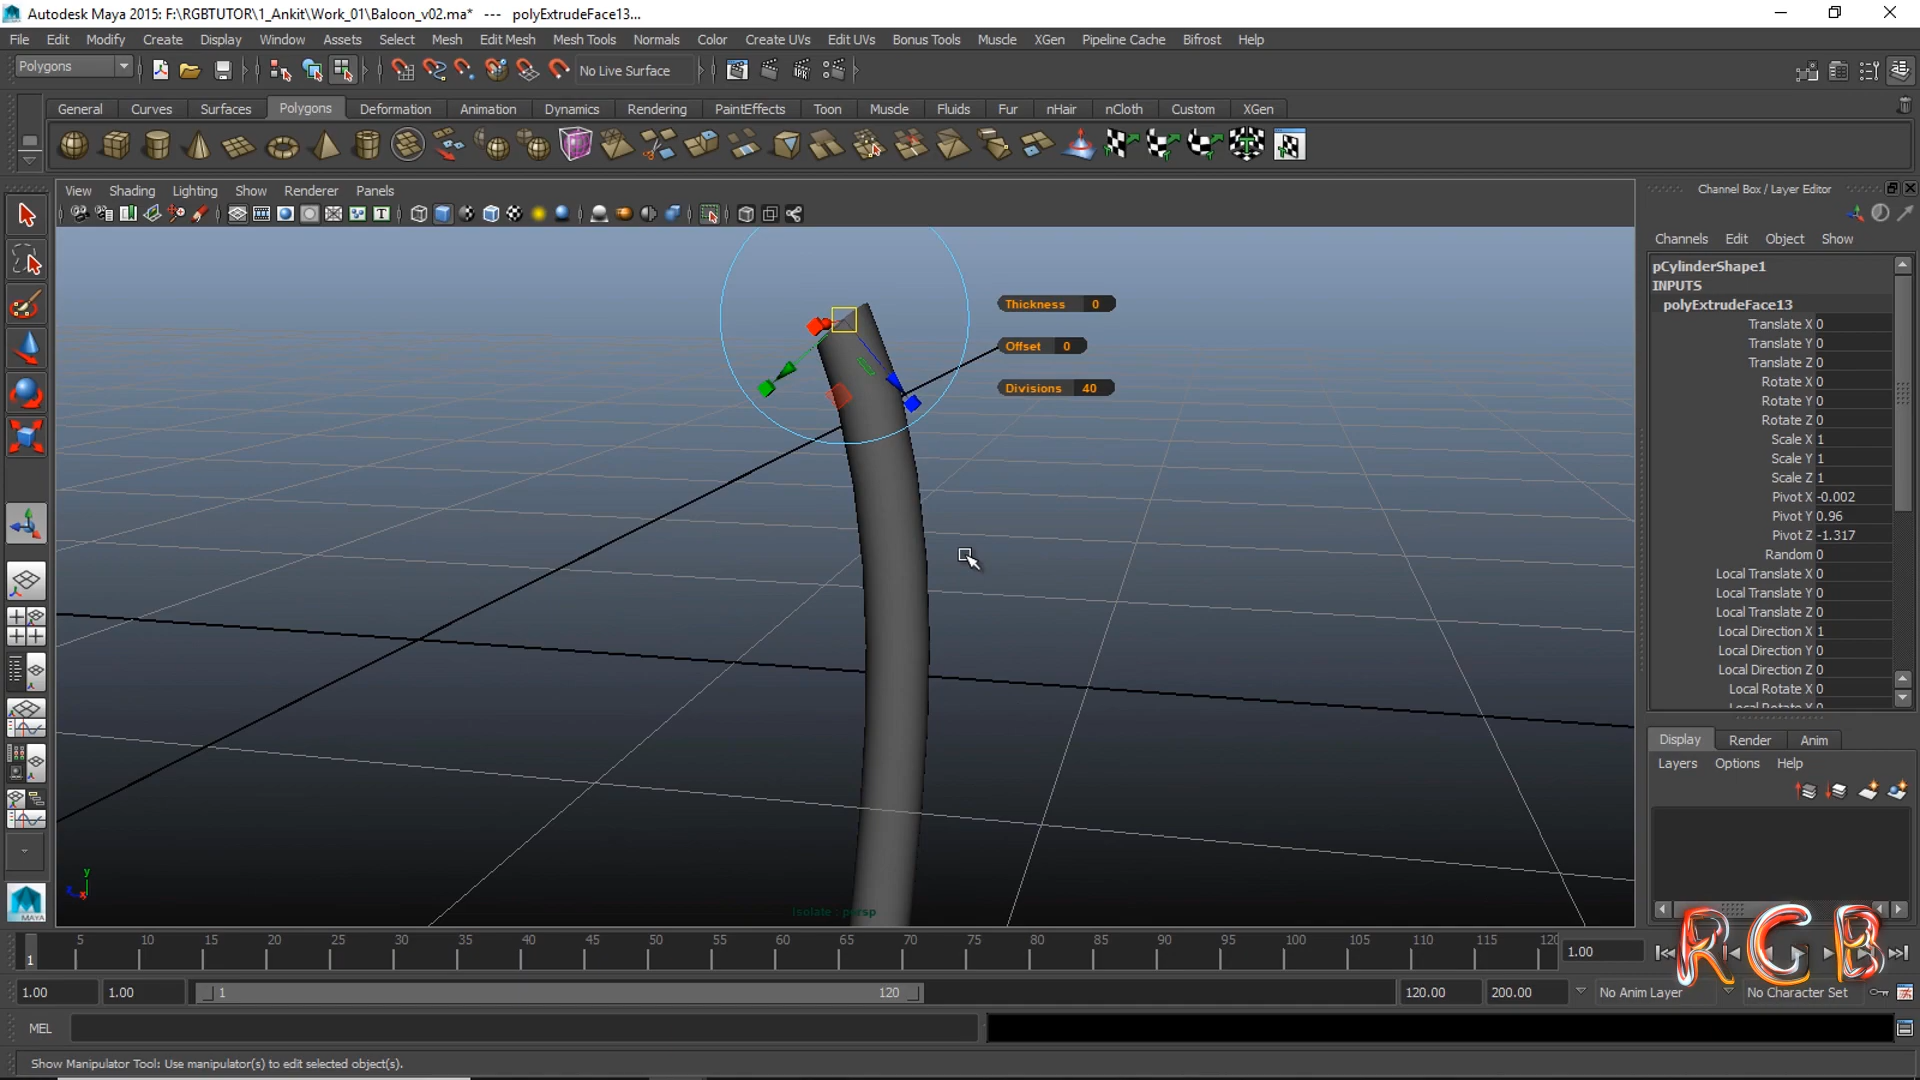 Autodesk Maya 2015: F:\RGBTUTOR\1_Ankit\Work_01\Baloon_v02.ma* --- polyExtrudeFace13...
File Edit Modify Create Display Window Assets Select Mesh Edit Mesh Mesh Tools Normals Color Create UVs Edit UVs Bonus Tools Muscle XGen Pipeline Cache Bifrost Help
Polygons No Live Surface IPR
General Curves Surfaces Polygons Deformation Animation Dynamics Rendering PaintEffects Toon Muscle Fluids Fur nHair nCloth Custom XGen
View Shading Lighting Show Renderer Panels
Channel Box / Layer Editor
Channels Edit Object Show
pCylinderShape1
INPUTS
polyExtrudeFace13
Translate X 0
Translate Y 0
Translate Z 0
Rotate X 0
Rotate Y 0
Rotate Z 0
Scale X 1
Scale Y 1
Scale Z 1
Pivot X -0.002
Pivot Y 0.96
Pivot Z -1.317
Random 0
Local Translate X 0
Local Translate Y 0
Local Translate Z 0
Local Direction X 1
Local Direction Y 0
Local Direction Z 0
Local Rotate X 0
Local Rotate Y 0
Thickness 0
Offset 0
Divisions 40
Display Render Anim
Layers Options Help
y
z x
isolate : persp
MAYA
RGB
1 5 10 15 20 25 30 35 40 45 50 55 60 65 70 75 80 85 90 95 100 105 110 115 120
1.00
1.00 1.00 1 120 120.00 200.00 No Anim Layer No Character Set
MEL
Show Manipulator Tool: Use manipulator(s) to edit selected object(s).